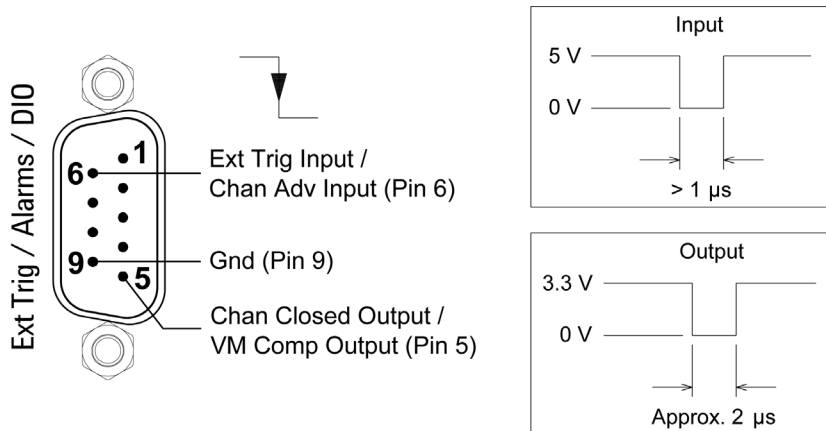 Ext Trig / Alarms / DIO
1
6
9
5
Ext Trig Input /
Chan Adv Input (Pin 6)
Gnd (Pin 9)
Chan Closed Output /
VM Comp Output (Pin 5)
Input
5 V
0 V
> 1 µs
Output
3.3 V
0 V
Approx. 2 µs